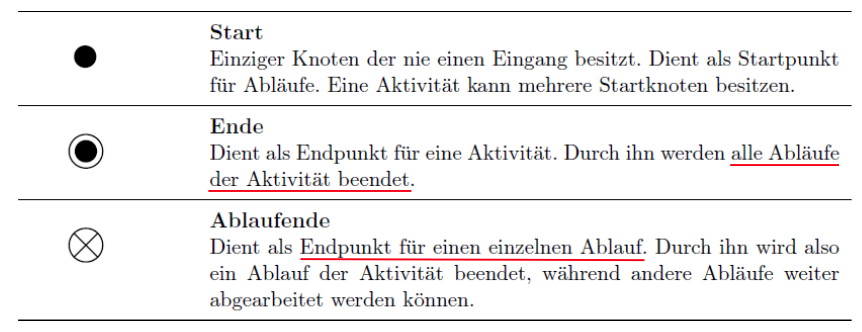 Start
Einziger Knoten der nie einen Eingang besitzt. Dient als Startpunkt
für Abläufe. Eine Aktivität kann mehrere Startknoten besitzen.
Ende
Dient als Endpunkt für eine Aktivität. Durch ihn werden alle Abläufe
der Aktivität beendet.
Ablaufende
Dient als Endpunkt für einen einzelnen Ablauf. Durch ihn wird also
ein Ablauf der Aktivität beendet, während andere Abläufe weiter
abgearbeitet werden können.